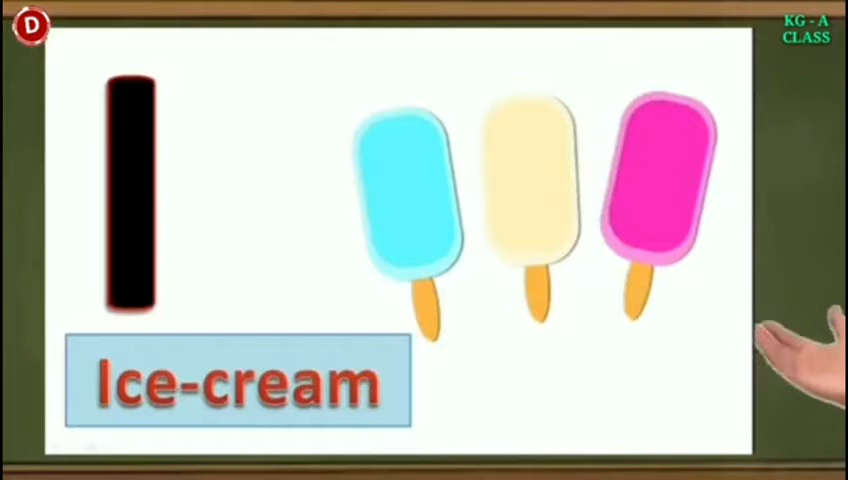 D
KG - A
CLASS
I
Ice-cream